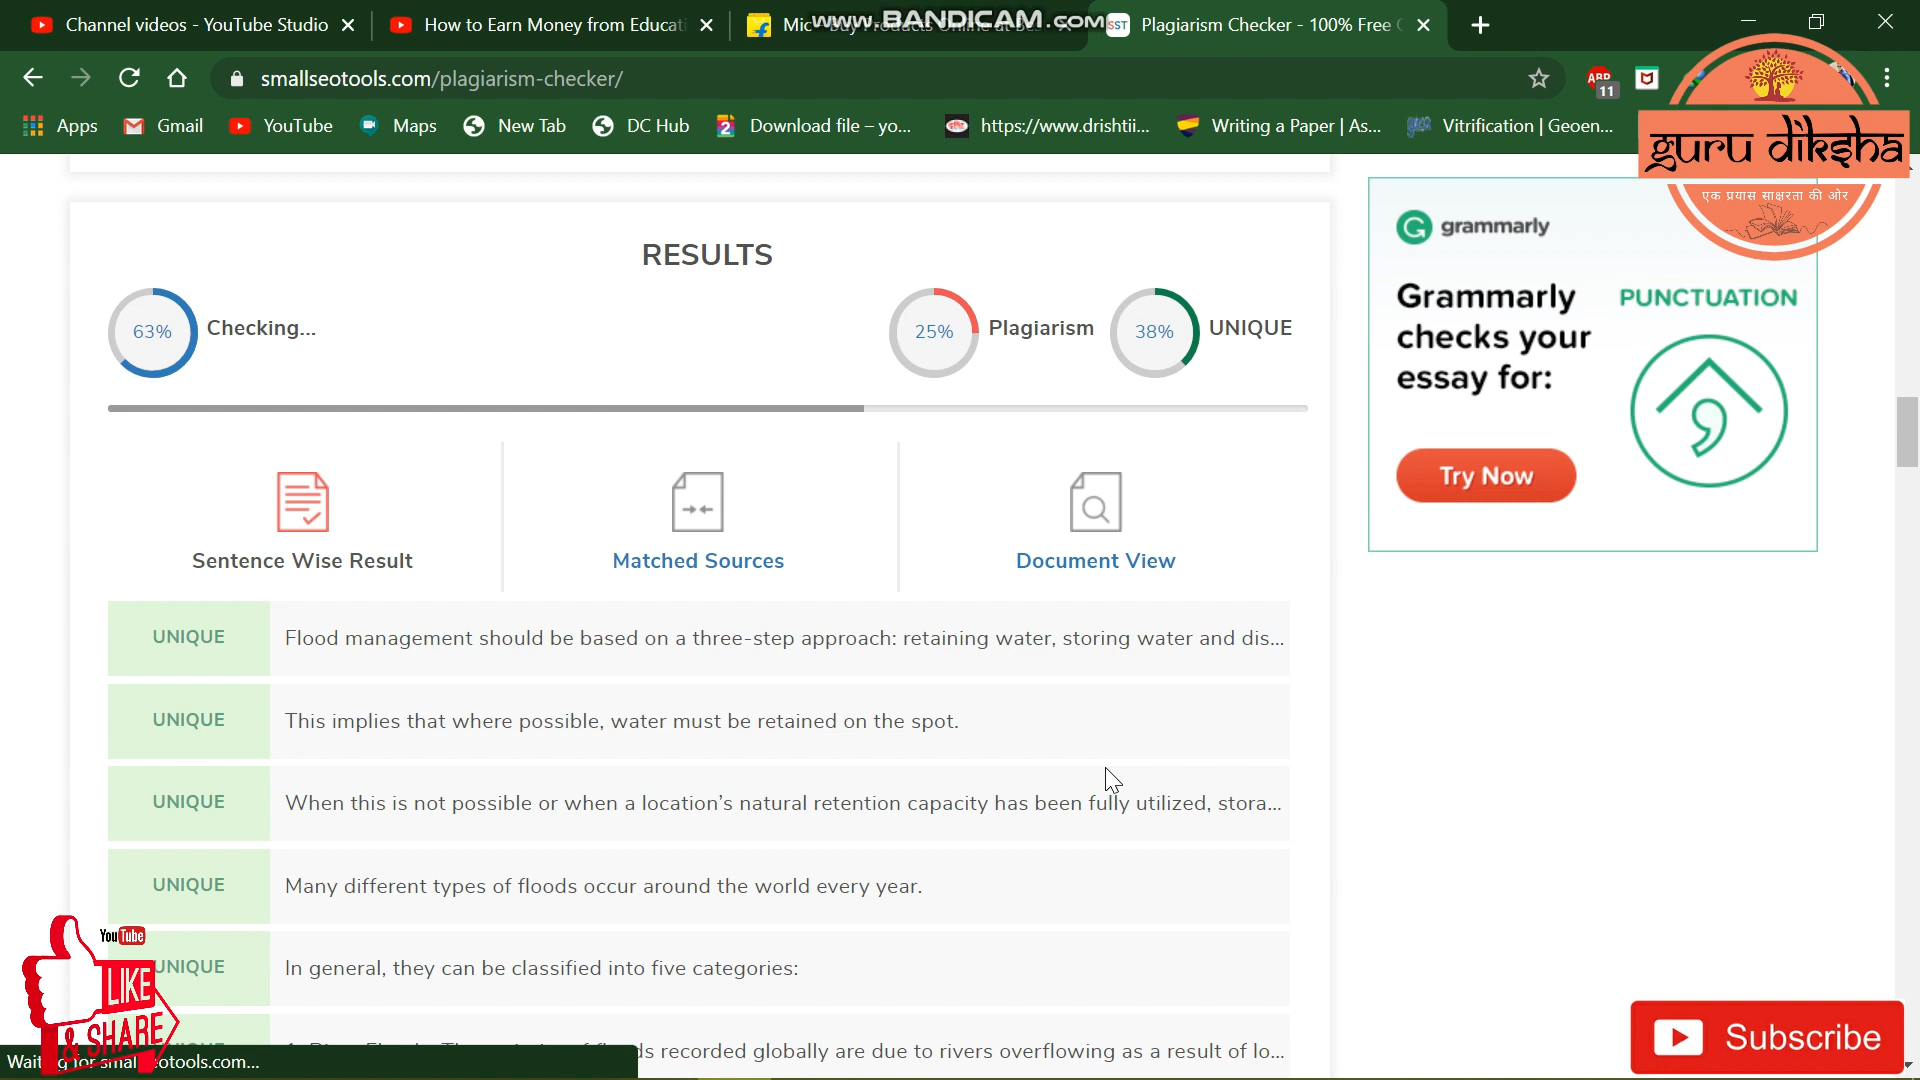 Channel videos - YouTube Studio
How to Earn Money from Educati
Mic
www.BANDICAM.com
SST Plagiarism Checker - 100% Free C
smallseotools.com/plagiarism-checker/
ABP 11
Apps Gmail YouTube Maps New Tab DC Hub Download file – yo... https://www.drishtii... Writing a Paper | As... Vitrification | Geoen...
guru diksha
एक प्रयास साक्षरता की ओर
RESULTS
63% Checking...
25% Plagiarism 38% UNIQUE
Sentence Wise Result Matched Sources Document View
UNIQUE Flood management should be based on a three-step approach: retaining water, storing water and dis...
UNIQUE This implies that where possible, water must be retained on the spot.
UNIQUE When this is not possible or when a location’s natural retention capacity has been fully utilized, stora...
UNIQUE Many different types of floods occur around the world every year.
UNIQUE In general, they can be classified into five categories:
ds recorded globally are due to rivers overflowing as a result of lo...
G grammarly
Grammarly
checks your
essay for:
PUNCTUATION
Try Now
YouTube
LIKE
& SHARE
Subscribe